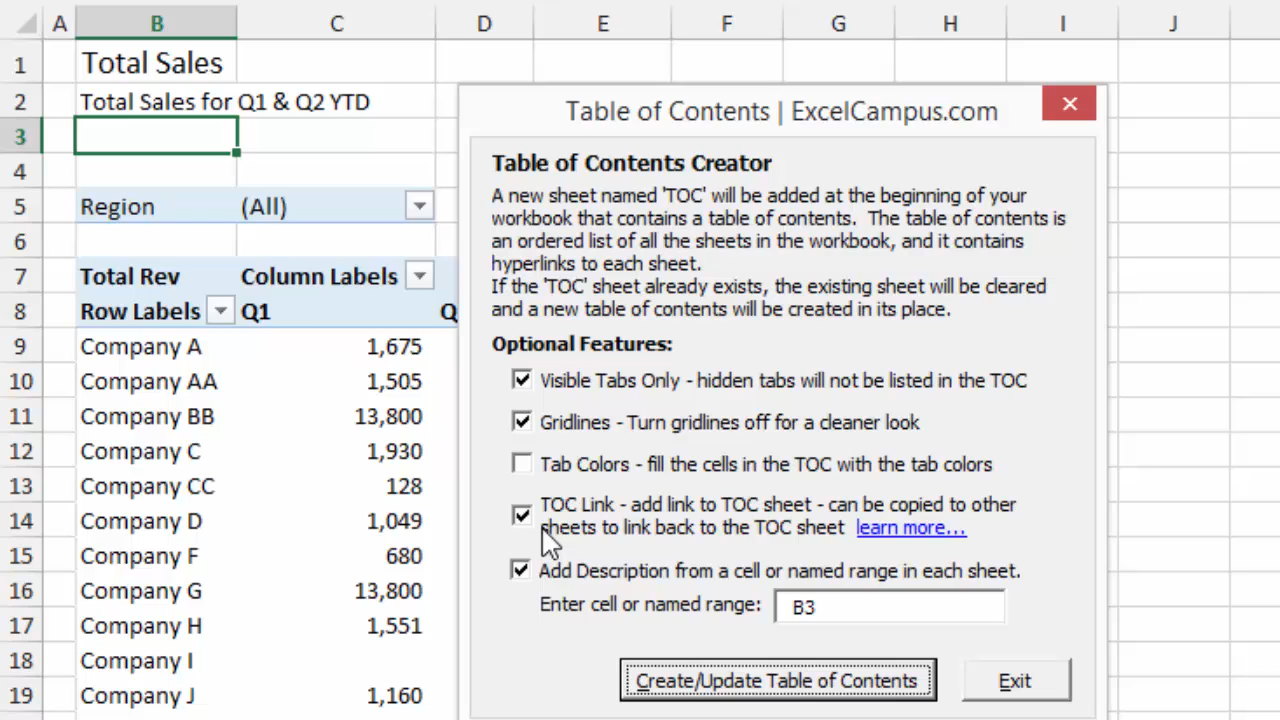 A B C D E F G H I J
1 Total Sales
2 Total Sales for Q1 & Q2 YTD
3
4
5 Region (All)
6
7 Total Rev Column Labels
8 Row Labels Q1 Q
9 Company A 1,675
10 Company AA 1,505
11 Company BB 13,800
12 Company C 1,930
13 Company CC 128
14 Company D 1,049
15 Company F 680
16 Company G 13,800
17 Company H 1,551
18 Company I
19 Company J 1,160
Table of Contents | ExcelCampus.com
Table of Contents Creator
A new sheet named 'TOC' will be added at the beginning of your
workbook that contains a table of contents. The table of contents is
an ordered list of all the sheets in the workbook, and it contains
hyperlinks to each sheet.
If the 'TOC' sheet already exists, the existing sheet will be cleared
and a new table of contents will be created in its place.
Optional Features:
Visible Tabs Only - hidden tabs will not be listed in the TOC
Gridlines - Turn gridlines off for a cleaner look
Tab Colors - fill the cells in the TOC with the tab colors
TOC Link - add link to TOC sheet - can be copied to other
sheets to link back to the TOC sheet learn more...
Add Description from a cell or named range in each sheet.
Enter cell or named range: B3
Create/Update Table of Contents Exit